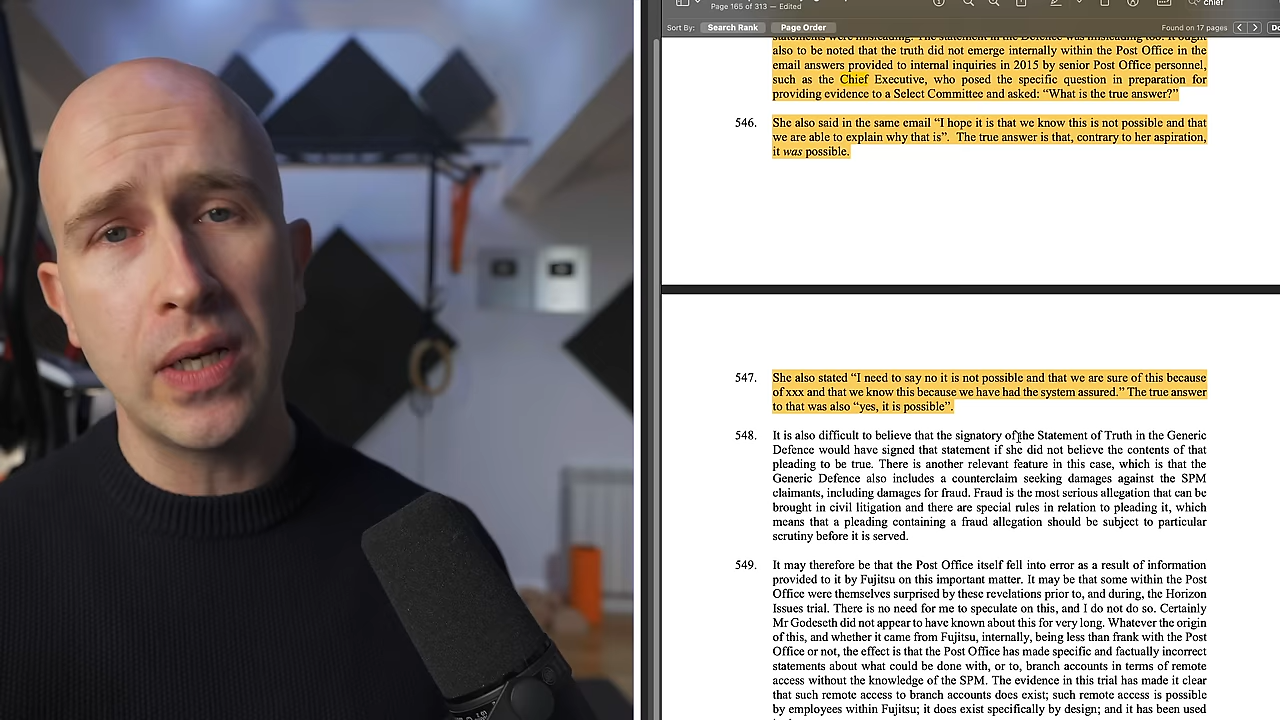 Page 165 of 313 — Edited
chief
Sort By: Search Rank Page Order Found on 17 pages
also to be noted that the truth did not emerge internally within the Post Office in the
email answers provided to internal inquiries in 2015 by senior Post Office personnel,
such as the Chief Executive, who posed the specific question in preparation for
providing evidence to a Select Committee and asked: “What is the true answer?”
546. She also said in the same email “I hope it is that we know this is not possible and that
we are able to explain why that is”. The true answer is that, contrary to her aspiration,
it was possible.
547. She also stated “I need to say no it is not possible and that we are sure of this because
of xxx and that we know this because we have had the system assured.” The true answer
to that was also “yes, it is possible”.
548. It is also difficult to believe that the signatory of the Statement of Truth in the Generic
Defence would have signed that statement if she did not believe the contents of that
pleading to be true. There is another relevant feature in this case, which is that the
Generic Defence also includes a counterclaim seeking damages against the SPM
claimants, including damages for fraud. Fraud is the most serious allegation that can be
brought in civil litigation and there are special rules in relation to pleading it, which
means that a pleading containing a fraud allegation should be subject to particular
scrutiny before it is served.
549. It may therefore be that the Post Office itself fell into error as a result of information
provided to it by Fujitsu on this important matter. It may be that some within the Post
Office were themselves surprised by these revelations prior to, and during, the Horizon
Issues trial. There is no need for me to speculate on this, and I do not do so. Certainly
Mr Godeseth did not appear to have known about this for very long. Whatever the origin
of this, and whether it came from Fujitsu, internally, being less than frank with the Post
Office or not, the effect is that the Post Office has made specific and factually incorrect
statements about what could be done with, or to, branch accounts in terms of remote
access without the knowledge of the SPM. The evidence in this trial has made it clear
that such remote access to branch accounts does exist; such remote access is possible
by employees within Fujitsu; it does exist specifically by design; and it has been used